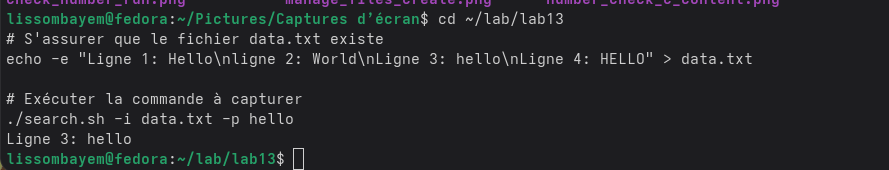 check_number_run.png manage_files_create.png number_check_c_content.png
lissombayem@fedora:~/Pictures/Captures d’écran$ cd ~/lab/lab13
# S'assurer que le fichier data.txt existe
echo -e "Ligne 1: Hello\nligne 2: World\nLigne 3: hello\nLigne 4: HELLO" > data.txt
# Exécuter la commande à capturer
./search.sh -i data.txt -p hello
Ligne 3: hello
lissombayem@fedora:~/lab/lab13$